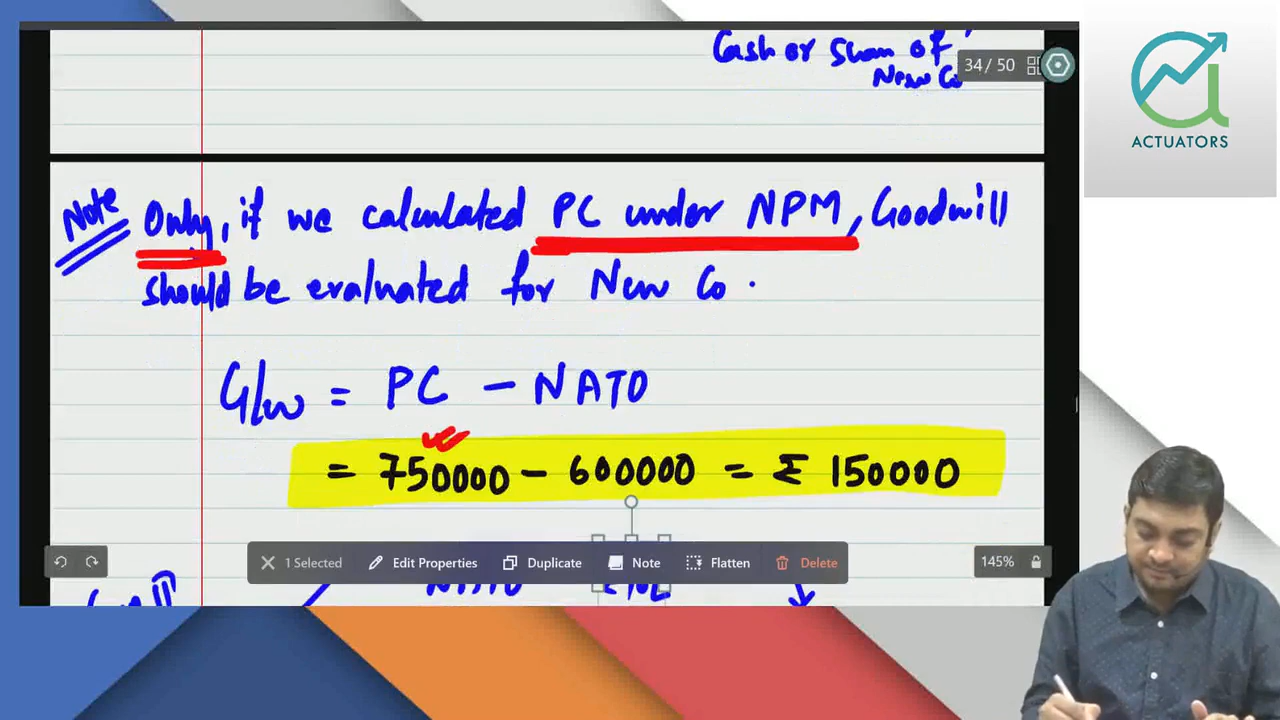 Cash or Sham of
New Co
34 / 50
ACTUATORS
Note Only, if we calculated PC under NPM, Goodwill
should be evaluated for New Co.
G/w = PC - NATO
= 750000 - 600000 = ₹ 150000
1 Selected Edit Properties Duplicate Note Flatten Delete
145%